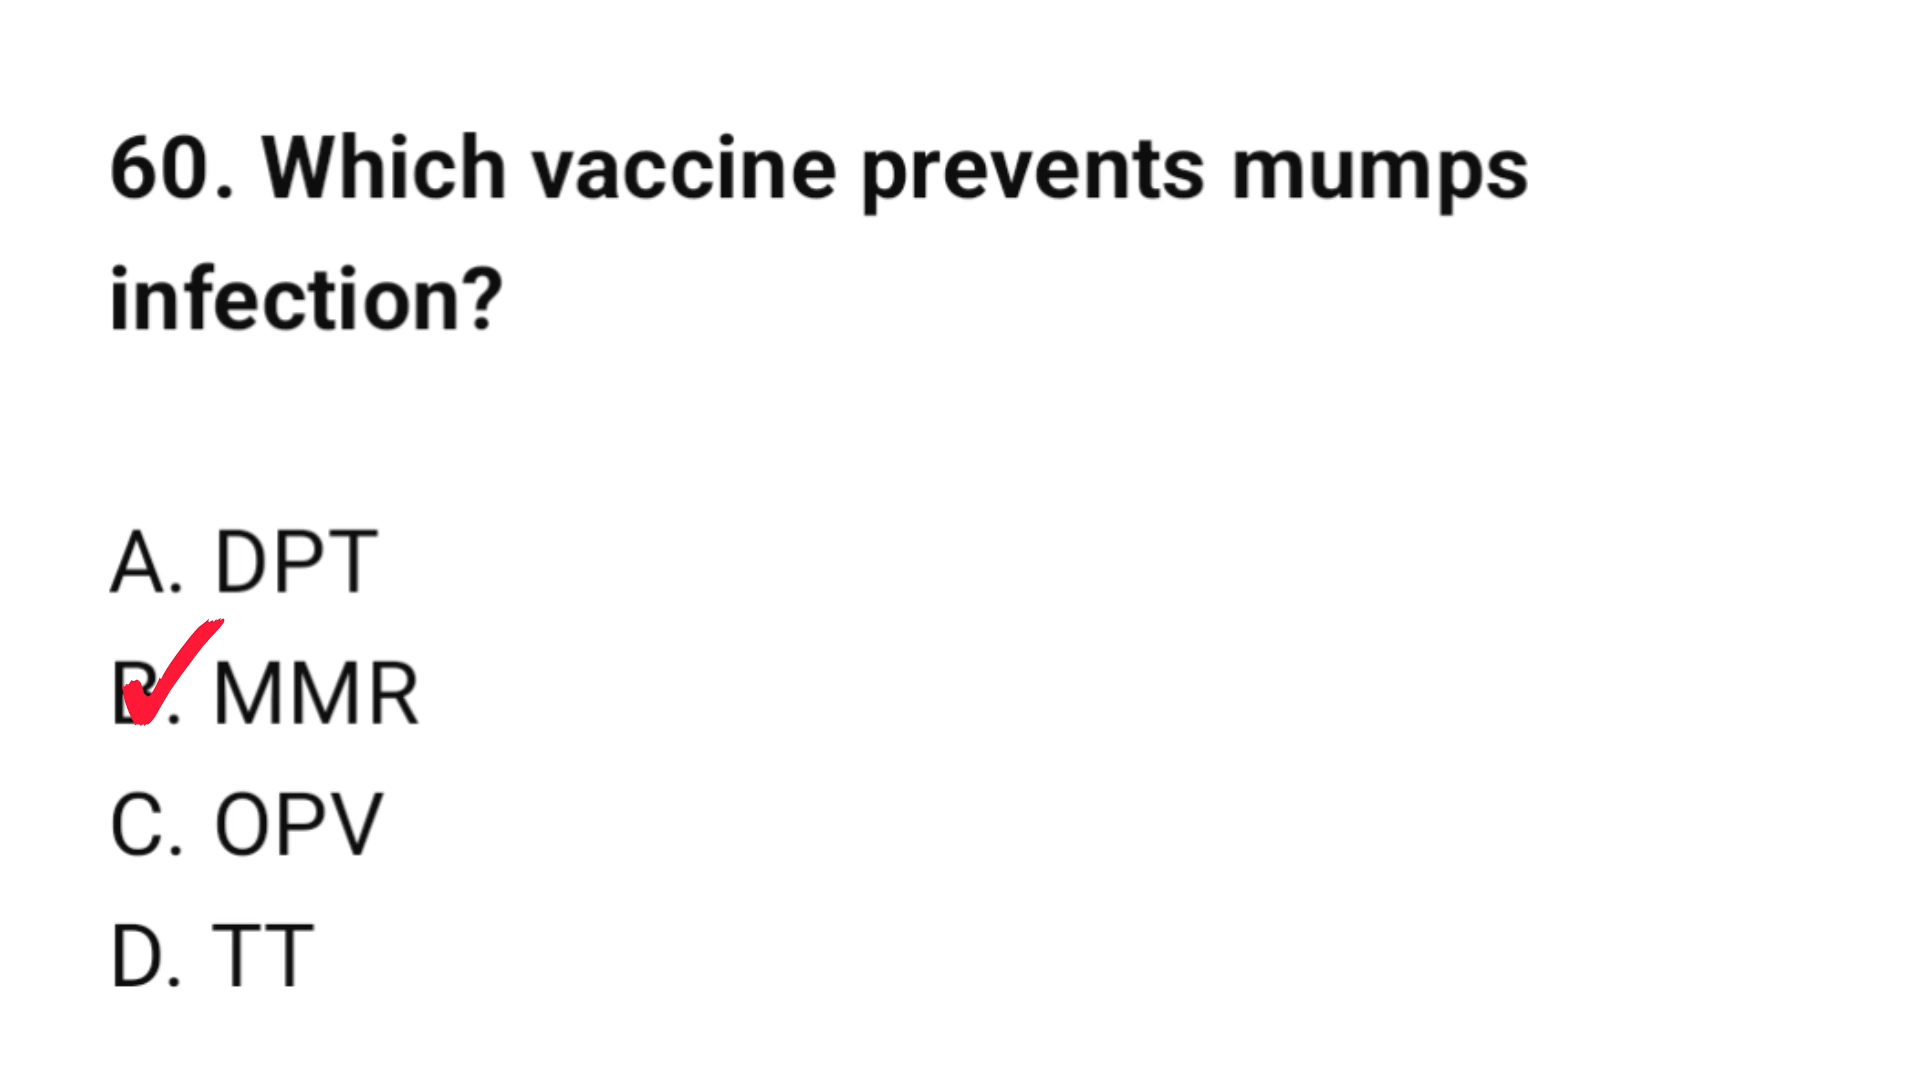 60. Which vaccine prevents mumps
infection?
A. DPT
B. MMR
C. OPV
D. TT